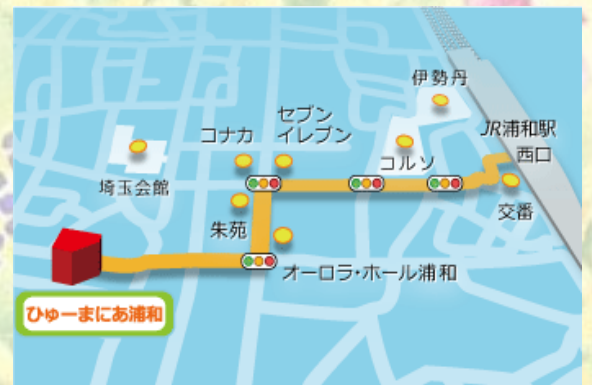 伊勢丹
セブン
イレブン
コナカ
JR浦和駅
西口
コルソ
埼玉会館
交番
朱苑
オーロラ・ホール浦和
ひゅーまにあ浦和